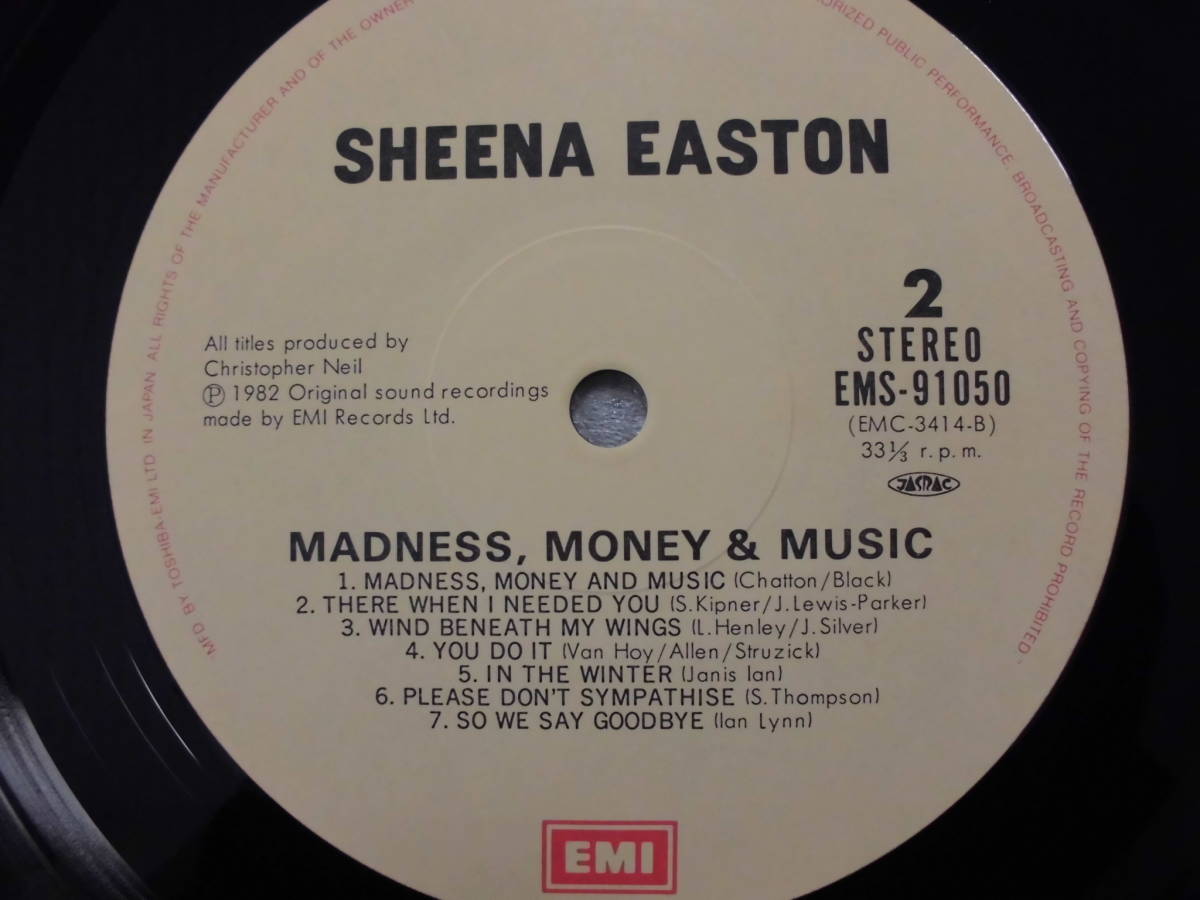 "MFD BY TOSHIBA-EMI LTD IN JAPAN ALL RIGHTS OF THE MANUFACTURER AND OF THE OWNER
PUBLIC PERFORMANCE, BROADCASTING AND COPYING OF THE RECORD PROHIBITED"
SHEENA EASTON
2
STEREO
EMS-91050
(EMC-3414-B)
33⅓ r.p.m.
JASRAC
All titles produced by
Christopher Neil
Ⓟ 1982 Original sound recordings
made by EMI Records Ltd.
MADNESS, MONEY & MUSIC
1. MADNESS, MONEY AND MUSIC (Chatton/Black)
2. THERE WHEN I NEEDED YOU (S.Kipner/J.Lewis-Parker)
3. WIND BENEATH MY WINGS (L.Henley/J.Silver)
4. YOU DO IT (Van Hoy/Allen/Struzick)
5. IN THE WINTER (Janis Ian)
6. PLEASE DON'T SYMPATHISE (S.Thompson)
7. SO WE SAY GOODBYE (Ian Lynn)
EMI